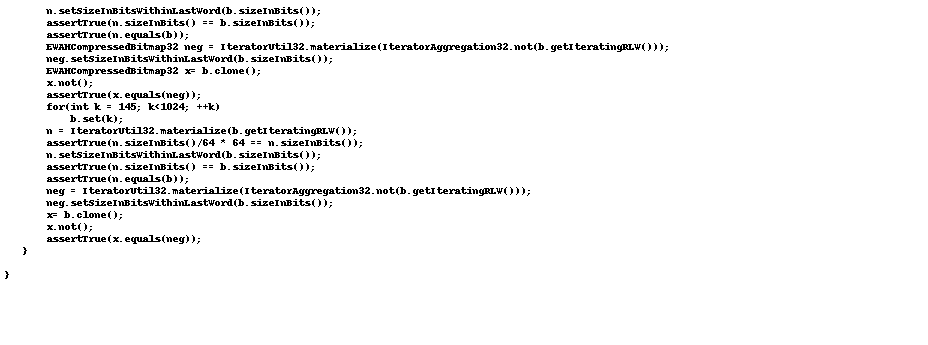 n.setSizeInBitsWithinLastWord(b.sizeInBits());
assertTrue(n.sizeInBits() == b.sizeInBits());
assertTrue(n.equals(b));
EWAHCompressedBitmap32 neg = IteratorUtil32.materialize(IteratorAggregation32.not(b.getIteratingRLW()));
neg.setSizeInBitsWithinLastWord(b.sizeInBits());
EWAHCompressedBitmap32 x= b.clone();
x.not();
assertTrue(x.equals(neg));
for(int k = 145; k<1024; ++k)
b.set(k);
n = IteratorUtil32.materialize(b.getIteratingRLW());
assertTrue(n.sizeInBits()/64 * 64 == n.sizeInBits());
n.setSizeInBitsWithinLastWord(b.sizeInBits());
assertTrue(n.sizeInBits() == b.sizeInBits());
assertTrue(n.equals(b));
neg = IteratorUtil32.materialize(IteratorAggregation32.not(b.getIteratingRLW()));
neg.setSizeInBitsWithinLastWord(b.sizeInBits());
x= b.clone();
x.not();
assertTrue(x.equals(neg));
}
}